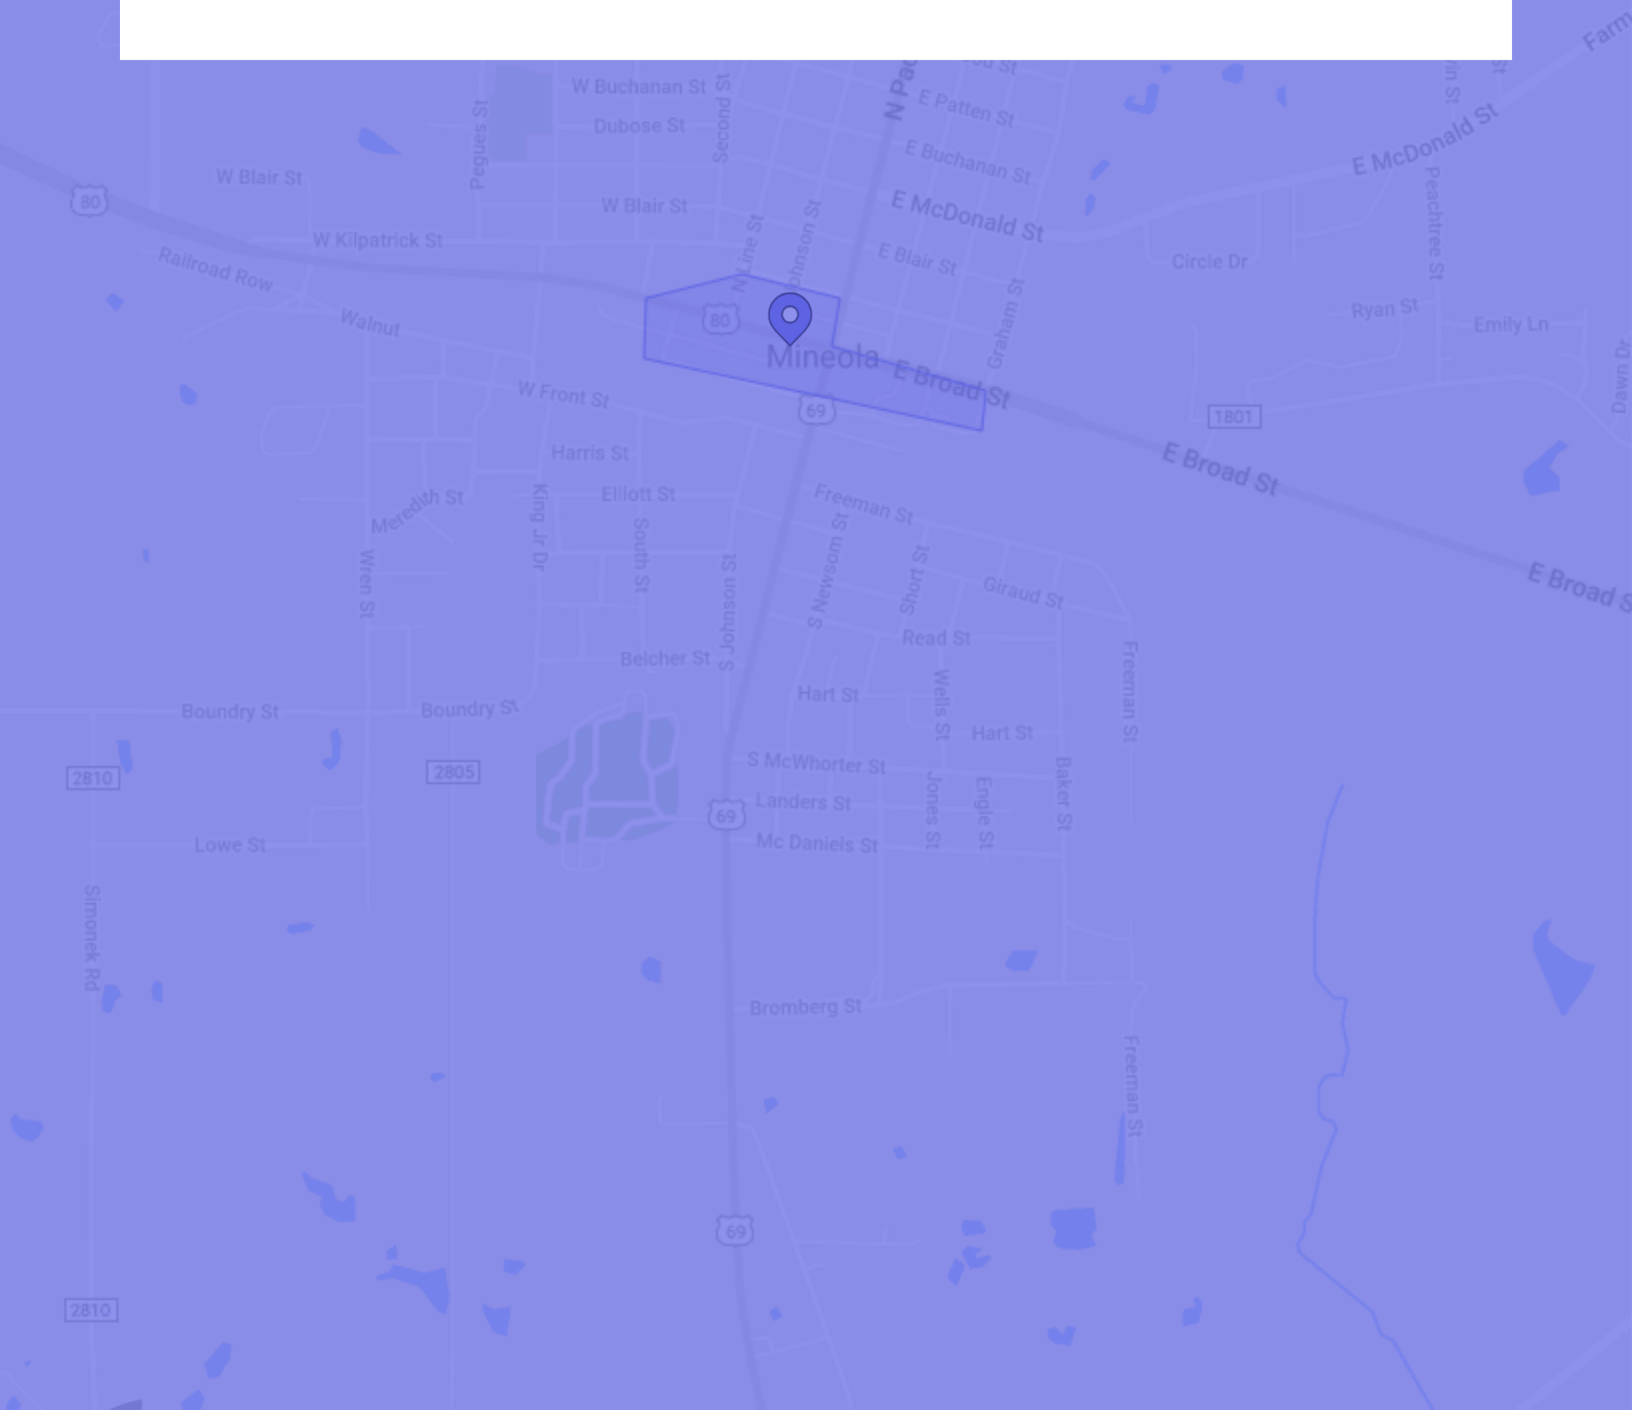 Farm
W Buchanan St
Second St
N Pac
E Patten St
St
Dubose St
Pegues St
E Buchanan St
E McDonald St
W Blair St
80
W Blair St
E McDonald St
Peachtree St
W Kilpatrick St
N Line St
Johnson St
E Blair St
Circle Dr
Railroad Row
Walnut
80
Graham St
Ryan St
Emily Ln
Mineola
E Broad St
Dawn Dr
W Front St
69
1801
Harris St
E Broad St
Meredith St
Elliott St
Freeman St
King Jr Dr
South St
S Newsom St
Short St
Giraud St
E Broad S
Wren St
S Johnson St
Read St
Belcher St
Freeman St
Boundry St
Boundry St
Hart St
Wells St
Hart St
2810
2805
S McWhorter St
Baker St
Landers St
Jones St
Engle St
69
Lowe St
Mc Daniels St
Simonek Rd
Bromberg St
Freeman St
69
2810